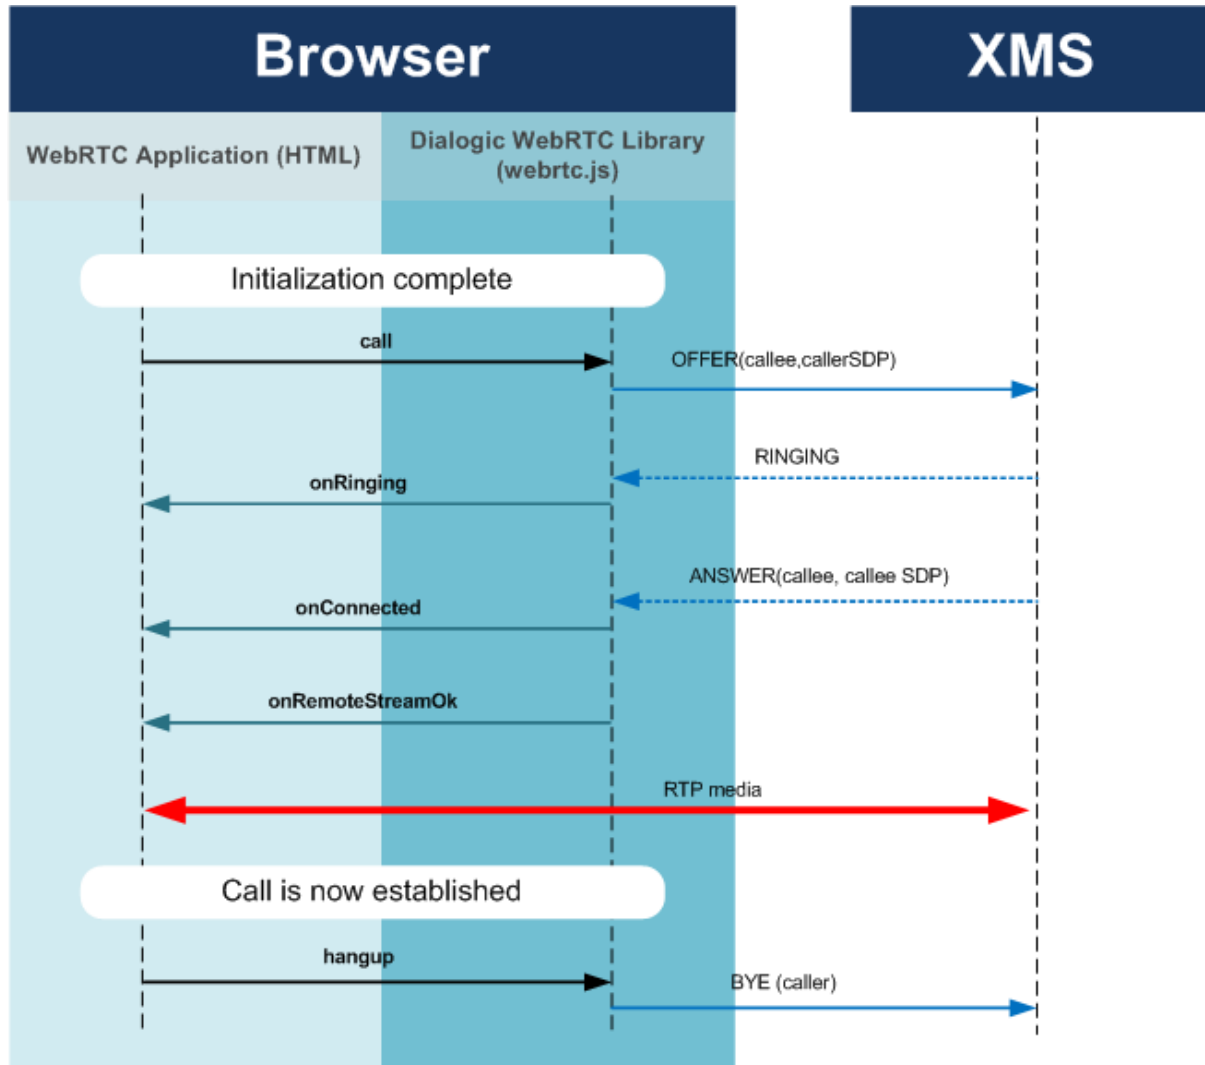 Browser
XMS
WebRTC Application (HTML)
Dialogic WebRTC Library
(webrtc.js)
Initialization complete
call
OFFER(callee,callerSDP)
RINGING
onRinging
ANSWER(callee, callee SDP)
onConnected
onRemoteStreamOk
RTP media
Call is now established
hangup
BYE (caller)